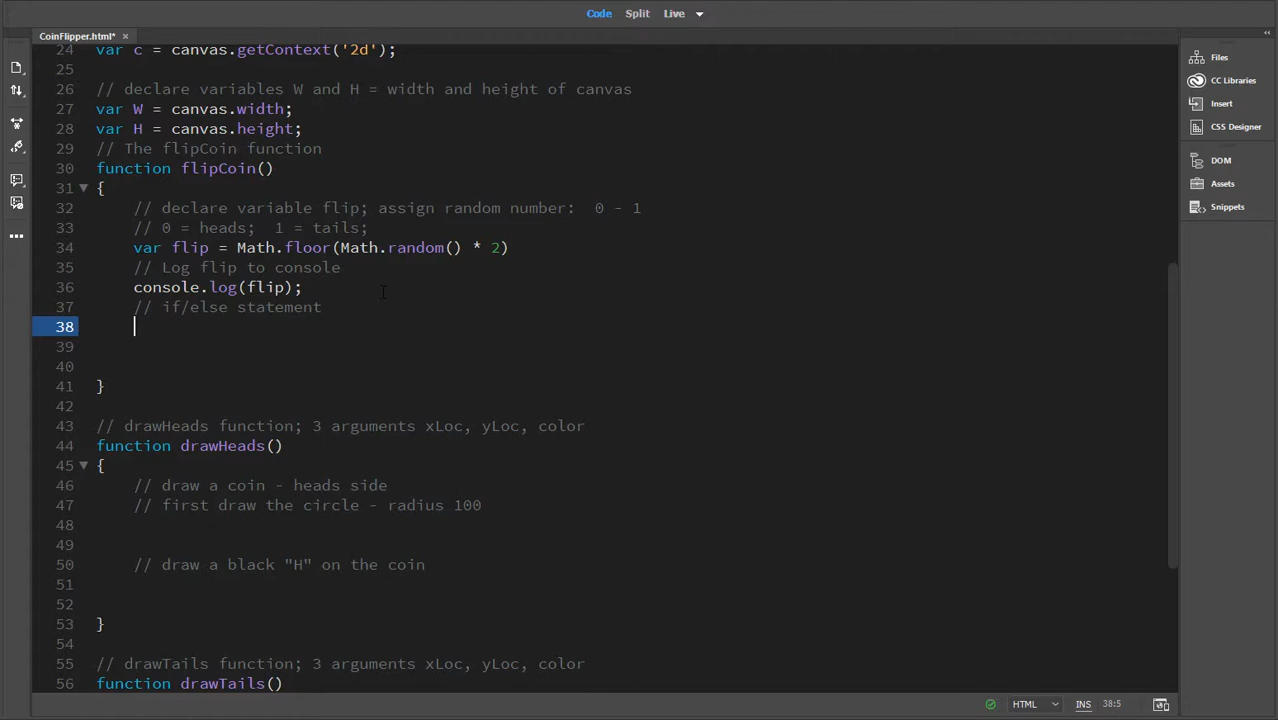 Code Split Live
CoinFlipper.html* ×
Files
CC Libraries
Insert
CSS Designer
DOM
Assets
Snippets
24 var c = canvas.getContext('2d');
25
26 // declare variables W and H = width and height of canvas
27 var W = canvas.width;
28 var H = canvas.height;
29 // The flipCoin function
30 function flipCoin()
31 {
32 // declare variable flip; assign random number:  0 - 1
33 // 0 = heads;  1 = tails;
34 var flip = Math.floor(Math.random() * 2)
35 // Log flip to console
36 console.log(flip);
37 // if/else statement
38
39
40
41 }
42
43 // drawHeads function; 3 arguments xLoc, yLoc, color
44 function drawHeads()
45 {
46 // draw a coin - heads side
47 // first draw the circle - radius 100
48
49
50 // draw a black "H" on the coin
51
52
53 }
54
55 // drawTails function; 3 arguments xLoc, yLoc, color
56 function drawTails()
HTML INS 38:5